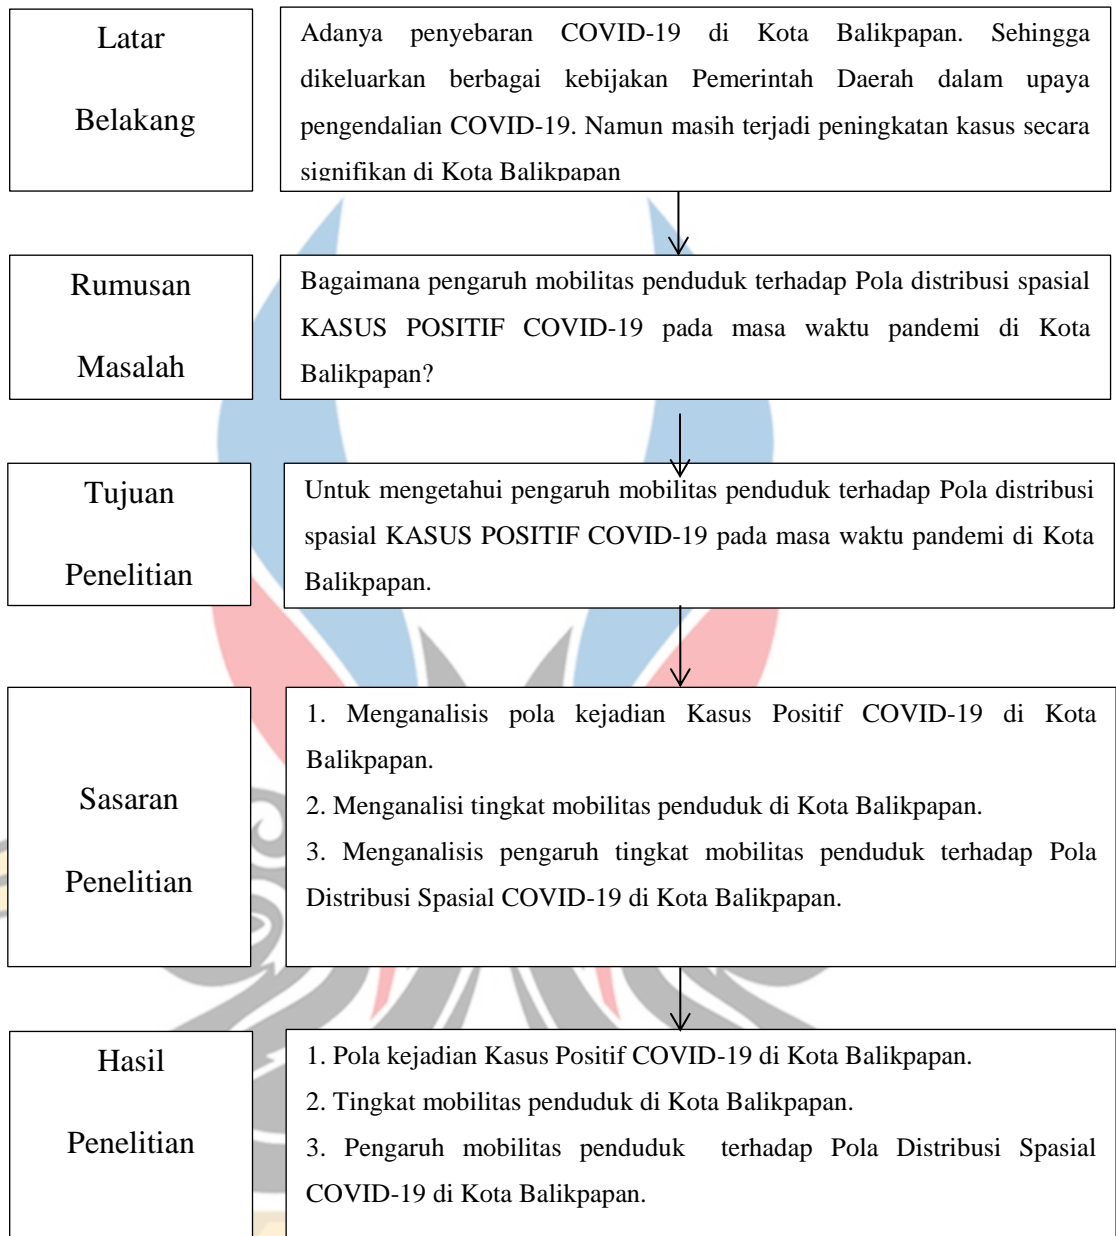 Latar
Belakang
Adanya penyebaran COVID-19 di Kota Balikpapan. Sehingga
dikeluarkan berbagai kebijakan Pemerintah Daerah dalam upaya
pengendalian COVID-19. Namun masih terjadi peningkatan kasus secara
signifikan di Kota Balikpapan
Rumusan
Masalah
Bagaimana pengaruh mobilitas penduduk terhadap Pola distribusi spasial
KASUS POSITIF COVID-19 pada masa waktu pandemi di Kota
Balikpapan?
Tujuan
Penelitian
Untuk mengetahui pengaruh mobilitas penduduk terhadap Pola distribusi
spasial KASUS POSITIF COVID-19 pada masa waktu pandemi di Kota
Balikpapan.
Sasaran
Penelitian
1. Menganalisis pola kejadian Kasus Positif COVID-19 di Kota
Balikpapan.
2. Menganalisi tingkat mobilitas penduduk di Kota Balikpapan.
3. Menganalisis pengaruh tingkat mobilitas penduduk terhadap Pola
Distribusi Spasial COVID-19 di Kota Balikpapan.
Hasil
Penelitian
1. Pola kejadian Kasus Positif COVID-19 di Kota Balikpapan.
2. Tingkat mobilitas penduduk di Kota Balikpapan.
3. Pengaruh mobilitas penduduk terhadap Pola Distribusi Spasial
COVID-19 di Kota Balikpapan.